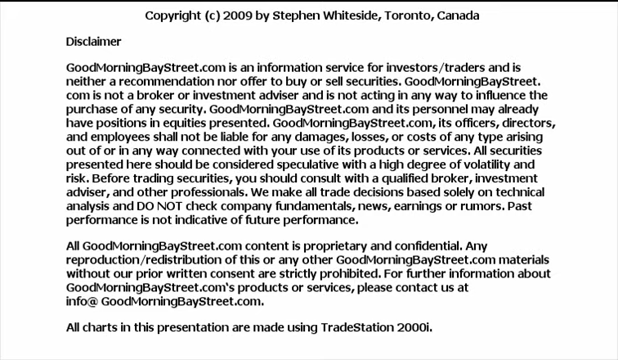 Copyright (c) 2009 by Stephen Whiteside, Toronto, Canada
Disclaimer
GoodMorningBayStreet.com is an information service for investors/traders and is
neither a recommendation nor offer to buy or sell securities. GoodMorningBayStreet.
com is not a broker or investment adviser and is not acting in any way to influence the
purchase of any security. GoodMorningBayStreet.com and its personnel may already
have positions in equities presented. GoodMorningBayStreet.com, its officers, directors,
and employees shall not be liable for any damages, losses, or costs of any type arising
out of or in any way connected with your use of its products or services. All securities
presented here should be considered speculative with a high degree of volatility and
risk. Before trading securities, you should consult with a qualified broker, investment
adviser, and other professionals. We make all trade decisions based solely on technical
analysis and DO NOT check company fundamentals, news, earnings or rumors. Past
performance is not indicative of future performance.
All GoodMorningBayStreet.com content is proprietary and confidential. Any
reproduction/redistribution of this or any other GoodMorningBayStreet.com materials
without our prior written consent are strictly prohibited. For further information about
GoodMorningBayStreet.com's products or services, please contact us at
info@ GoodMorningBayStreet.com.
All charts in this presentation are made using TradeStation 2000i.